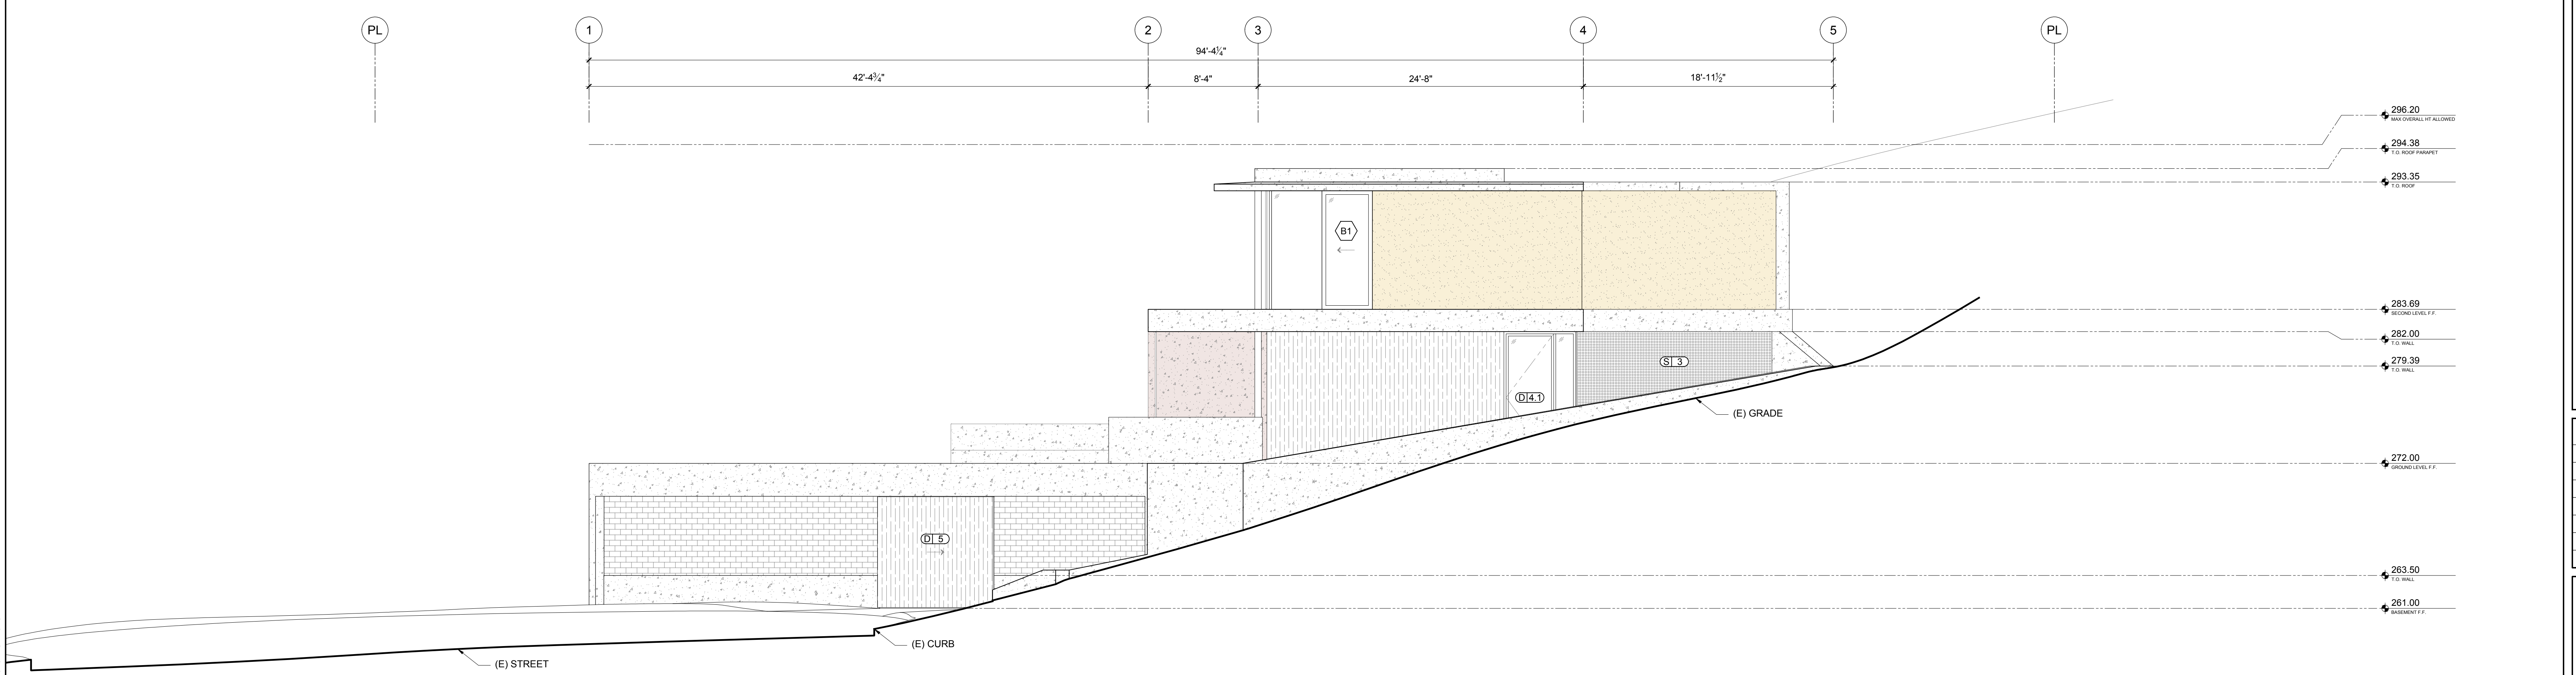 PL 1 2 3 4 5 PL
94'-4¼"
42'-4¾" 8'-4" 24'-8" 18'-11½"
296.20
MAX OVERALL HT ALLOWED
294.38
T.O. ROOF PARAPET
293.35
T.O. ROOF
B1
283.69
SECOND LEVEL F.F.
282.00
T.O. WALL
S 3
279.39
T.O. WALL
D 4.1
(E) GRADE
272.00
GROUND LEVEL F.F.
D 5
263.50
T.O. WALL
261.00
BASEMENT F.F.
(E) CURB
(E) STREET